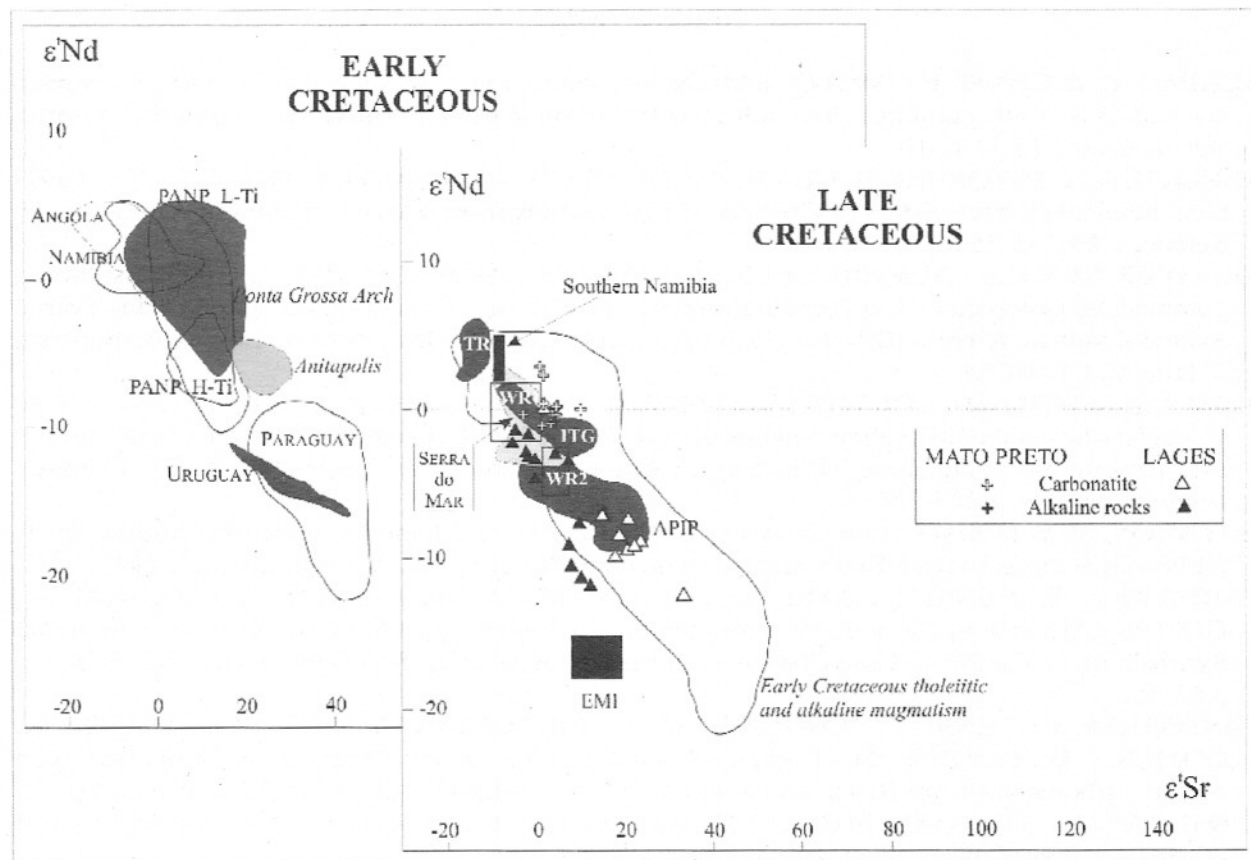 εᵗNd
EARLY
CRETACEOUS
10
PANP L-Ti
ANGOLA
NAMIBIA
0
Ponta Grossa Arch
Anitapolis
PANP H-Ti
-10
PARAGUAY
URUGUAY
-20
-20 0 20 40
εᵗNd
LATE
CRETACEOUS
10
Southern Namibia
TR
0
WR
ITG
SERRA
do
MAR
WR2
APIP
-10
EMI
Early Cretaceous tholeiitic
and alkaline magmatism
-20
MATO PRETO LAGES
Carbonatite
Alkaline rocks
εᵗSr
-20 0 20 40 60 80 100 120 140